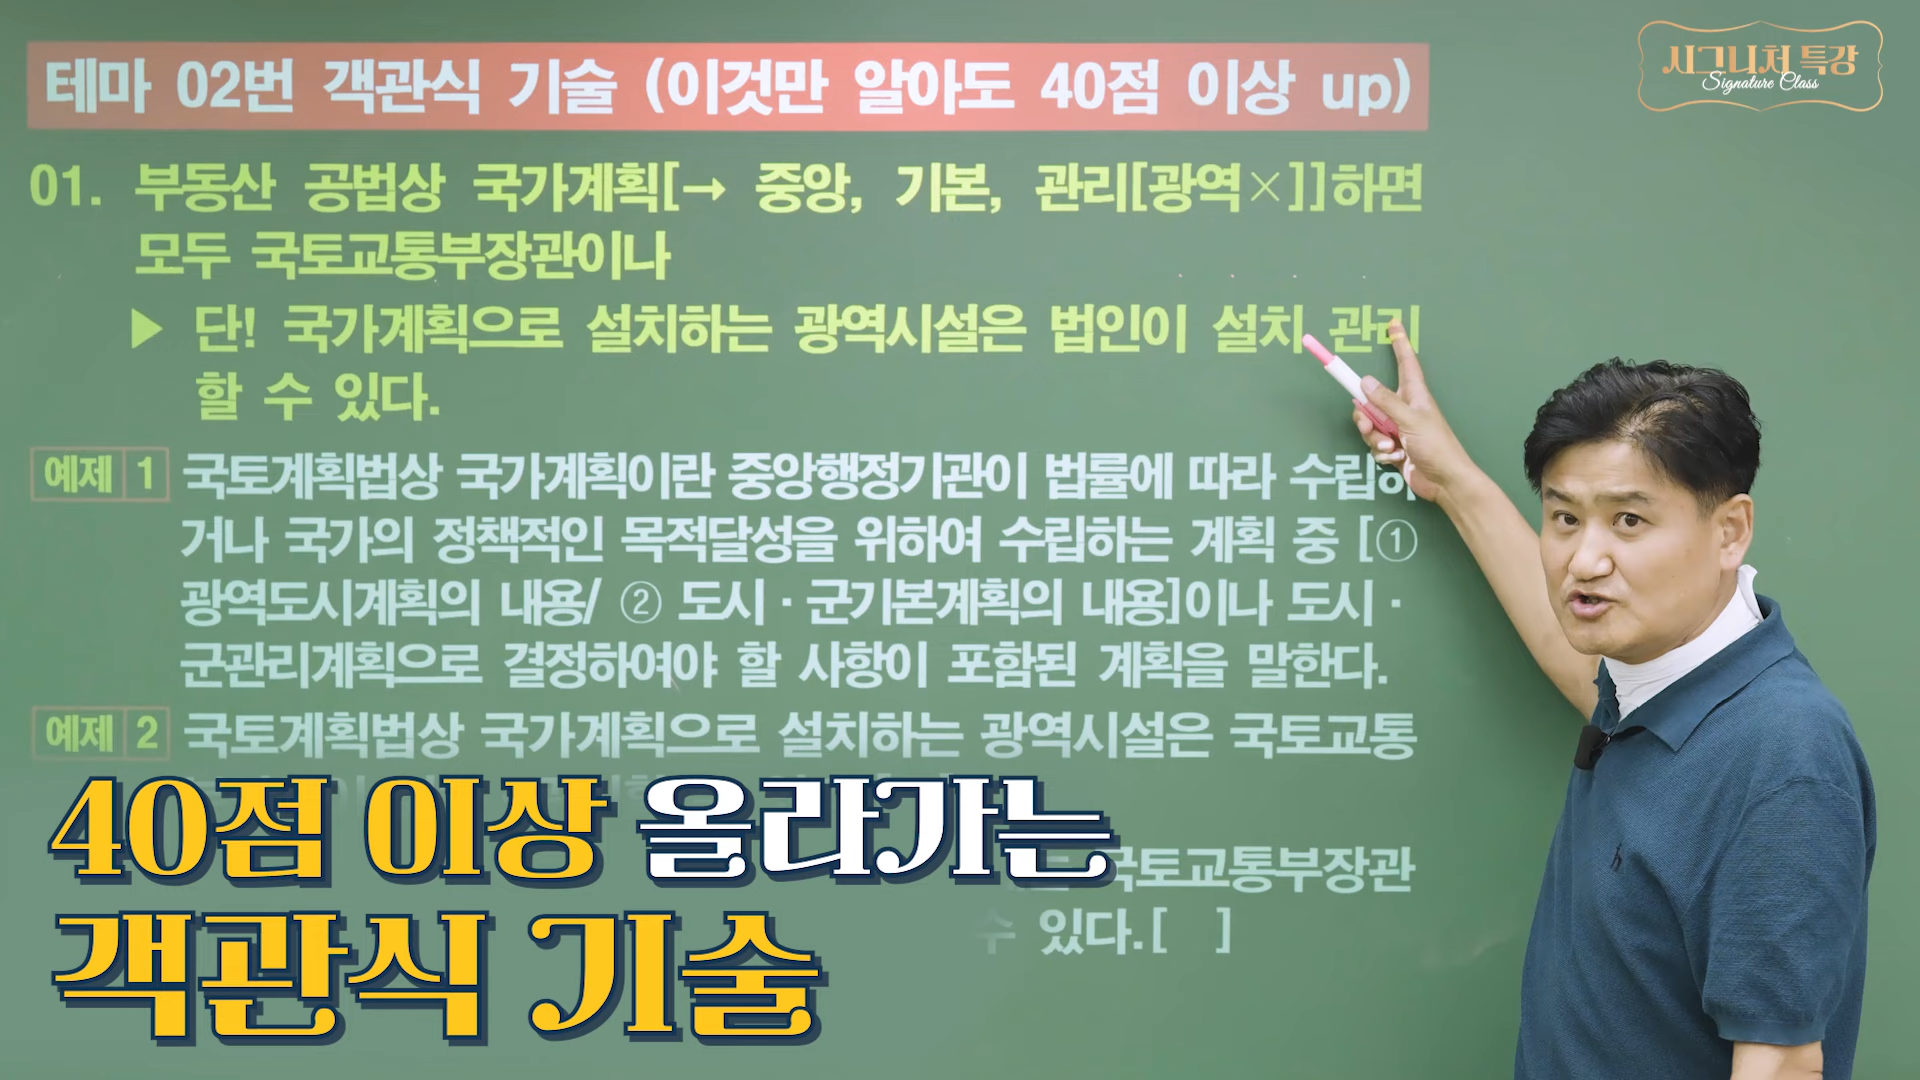 시그니처 특강
Signature Class
테마 02번 객관식 기술 (이것만 알아도 40점 이상 up)
01. 부동산 공법상 국가계획[→ 중앙, 기본, 관리[광역×]]하면
모두 국토교통부장관이나
▶ 단! 국가계획으로 설치하는 광역시설은 법인이 설치 관리
할 수 있다.
예제 1 국토계획법상 국가계획이란 중앙행정기관이 법률에 따라 수립하
거나 국가의 정책적인 목적달성을 위하여 수립하는 계획 중 [①
광역도시계획의 내용/ ② 도시·군기본계획의 내용]이나 도시·
군관리계획으로 결정하여야 할 사항이 포함된 계획을 말한다.
예제 2 국토계획법상 국가계획으로 설치하는 광역시설은 국토교통
국토교통부장관
수 있다.[ ]
40점 이상 올라가는
객관식 기술